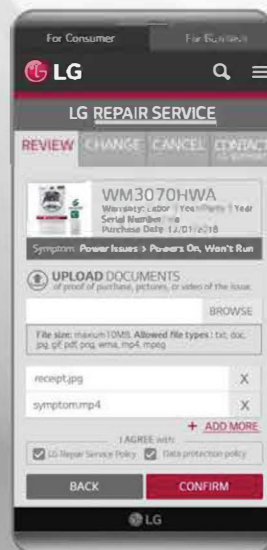 For Consumer
For Business
LG
LG REPAIR SERVICE
REVIEW CHANGE CANCEL CONTACT
WM3070HWA
Warranty: Labor 1 Year Parts 1 Year
Serial Number
Purchase Date 12/01/2018
Symptom Power Issues > Powers On, Won't Run
UPLOAD DOCUMENTS
of proof of purchase, pictures, or videos of the issue.
BROWSE
File size: maxium 10MB, Allowed file types: txt, doc,
jpg, gif, pdf, png, wma, mp4, mpeg
receipt.jpg X
symptom.mp4 X
+ ADD MORE
I AGREE with:
LG Repair Service Policy Data protection policy
BACK CONFIRM
LG